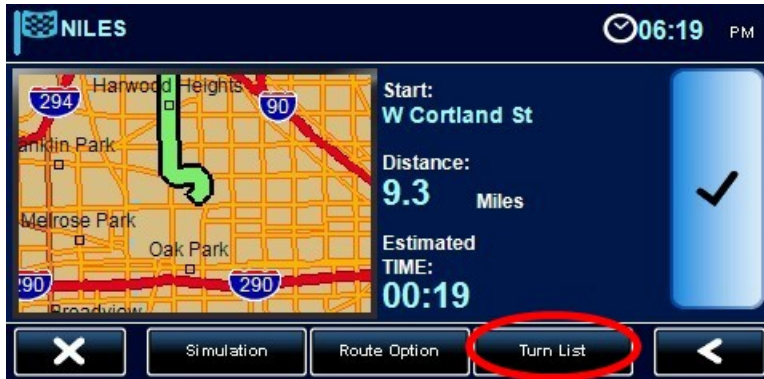 NILES
06:19 PM
294
Harwood Heights
90
anklin Park
Melrose Park
Oak Park
290
290
Broadview
Start:
W Cortland St
Distance:
9.3 Miles
Estimated
TIME:
00:19
Simulation
Route Option
Turn List